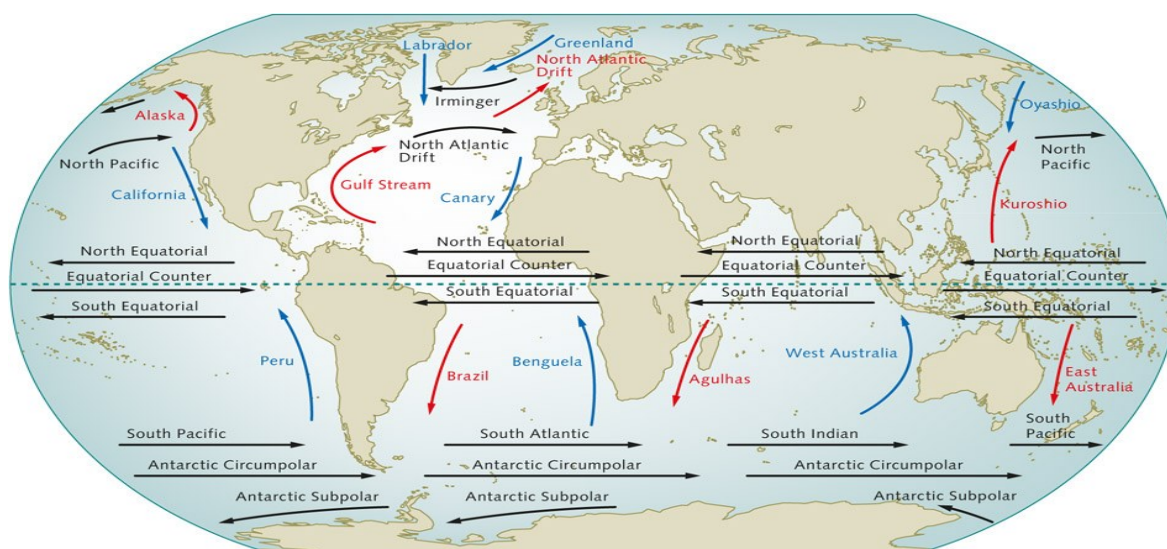 Labrador
Greenland
North Atlantic
Drift
Irminger
Alaska
Oyashio
North Pacific
North Atlantic
Drift
North
Pacific
California
Gulf Stream
Canary
Kuroshio
North Equatorial
North Equatorial
North Equatorial
North Equatorial
Equatorial Counter
Equatorial Counter
Equatorial Counter
Equatorial Counter
South Equatorial
South Equatorial
South Equatorial
South Equatorial
Peru
Brazil
Benguela
Agulhas
West Australia
East
Australia
South Pacific
South Atlantic
South Indian
South
Pacific
Antarctic Circumpolar
Antarctic Circumpolar
Antarctic Circumpolar
Antarctic Subpolar
Antarctic Subpolar
Antarctic Subpolar